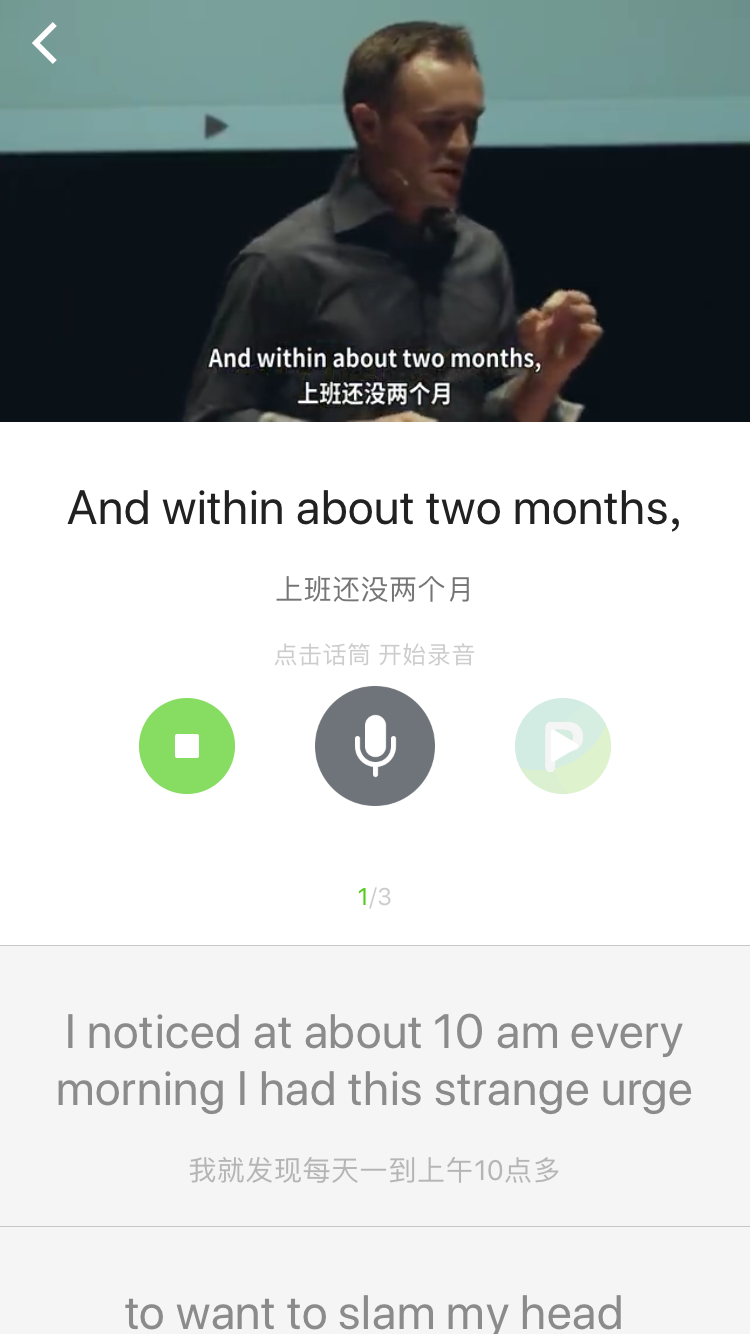 And within about two months,
上班还没两个月
And within about two months,
上班还没两个月
点击话筒 开始录音
1/3
I noticed at about 10 am every
morning I had this strange urge
我就发现每天一到上午10点多
to want to slam my head